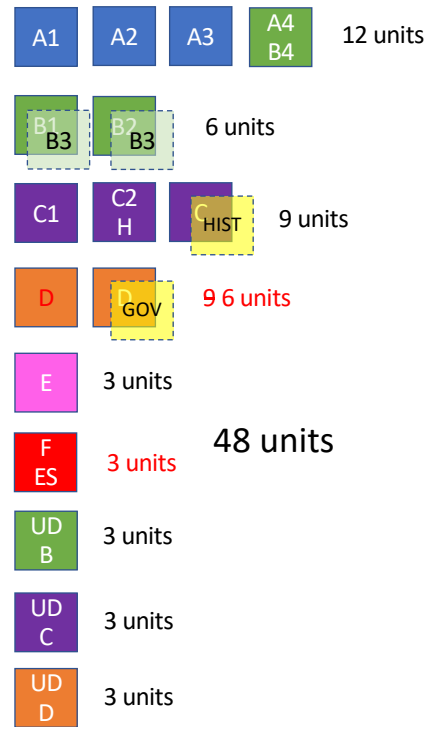 A1 A2 A3 A4 12 units
B4
B1 B2 6 units
B3 B3
C1 C2 C 9 units
H HIST
D D 9 6 units
GOV
E 3 units
48 units
F 3 units
ES
UD 3 units
B
UD 3 units
C
UD 3 units
D